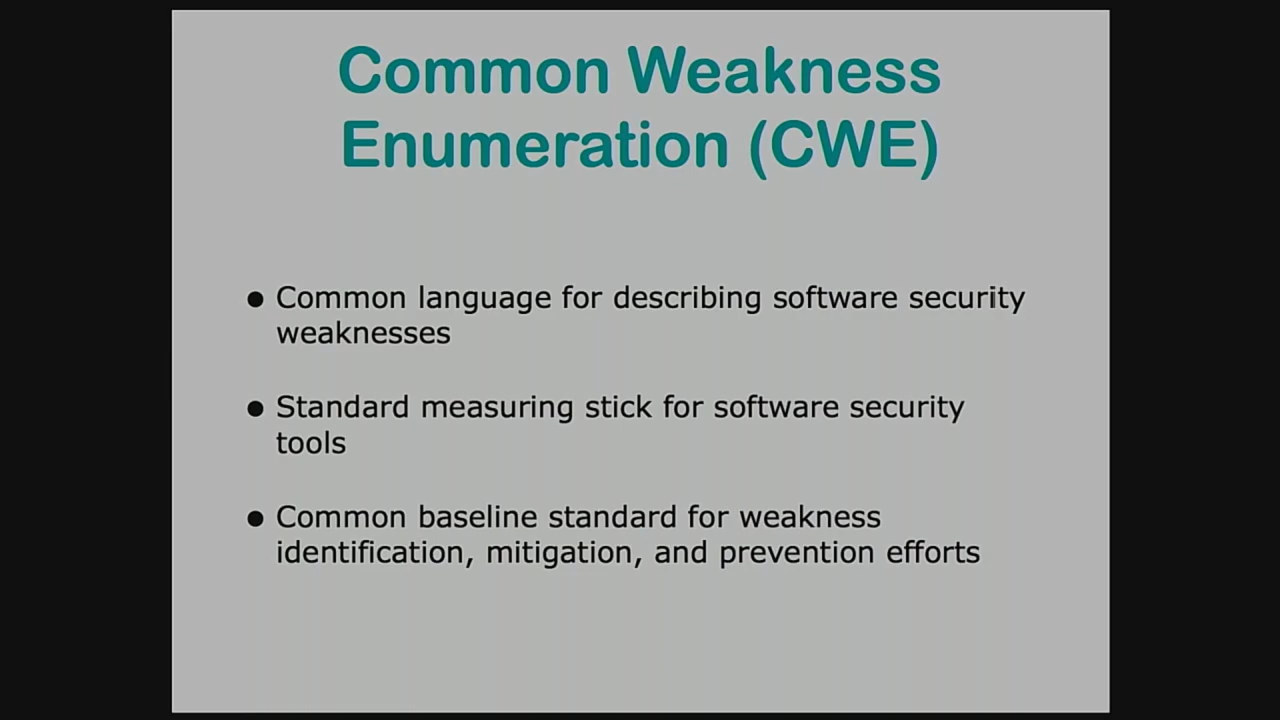 Common Weakness
Enumeration (CWE)
• Common language for describing software security
weaknesses
• Standard measuring stick for software security
tools
• Common baseline standard for weakness
identification, mitigation, and prevention efforts